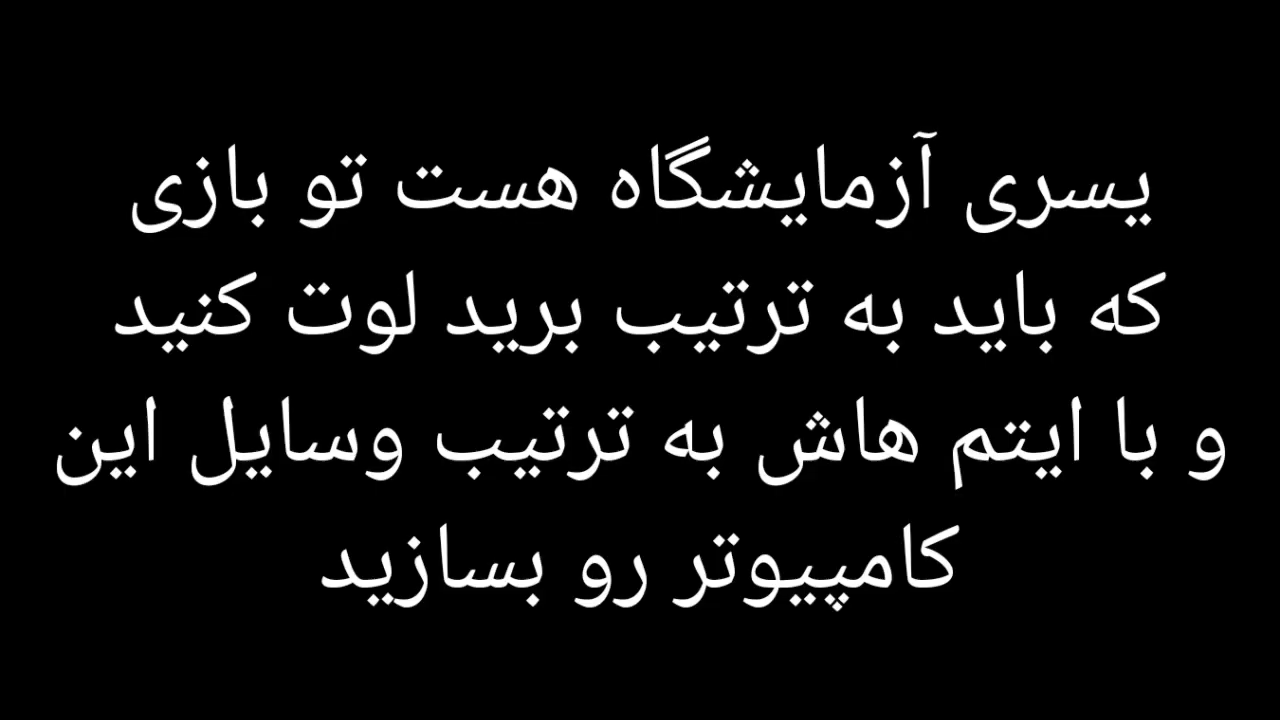 یسری آزمایشگاه هست تو بازی
که باید به ترتیب برید لوت کنید
و با ایتم هاش به ترتیب وسایل این
کامپیوتر رو بسازید